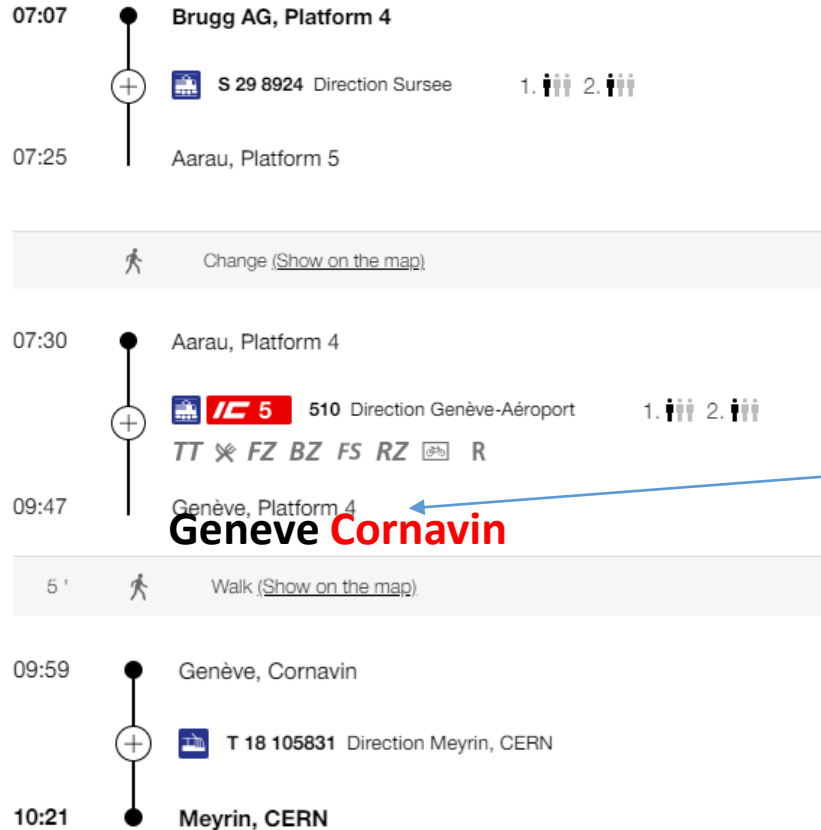 07:07 Brugg AG, Platform 4
S 29 8924 Direction Sursee 1. 2.
07:25 Aarau, Platform 5
Change (Show on the map)
07:30 Aarau, Platform 4
IC 5 510 Direction Genève-Aéroport 1. 2.
TT FZ BZ FS RZ R
09:47 Genève, Platform 4
Geneve Cornavin
5 ' Walk (Show on the map)
09:59 Genève, Cornavin
T 18 105831 Direction Meyrin, CERN
10:21 Meyrin, CERN